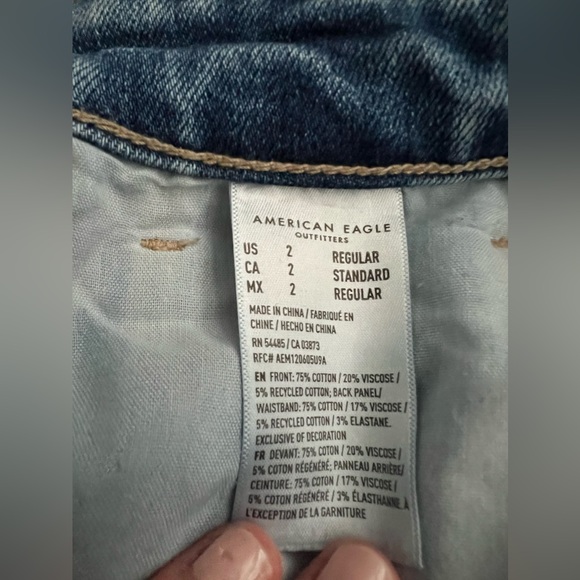 AMERICAN EAGLE
OUTFITTERS
US 2 REGULAR
CA 2 STANDARD
MX 2 REGULAR
MADE IN CHINA / FABRIQUÉ EN
CHINE / HECHO EN CHINA
RN 54485 / CA 03873
RFC# AEM120605U9A
EN FRONT: 75% COTTON / 20% VISCOSE /
5% RECYCLED COTTON; BACK PANEL/
WAISTBAND: 75% COTTON / 17% VISCOSE /
5% RECYCLED COTTON / 3% ELASTANE.
EXCLUSIVE OF DECORATION
FR DEVANT: 75% COTON / 20% VISCOSE /
5% COTON RÉGÉNÉRÉ; PANNEAU ARRIÈRE/
CEINTURE: 75% COTON / 17% VISCOSE /
5% COTON RÉGÉNÉRÉ / 3% ÉLASTHANNE, À
L'EXCEPTION DE LA GARNITURE